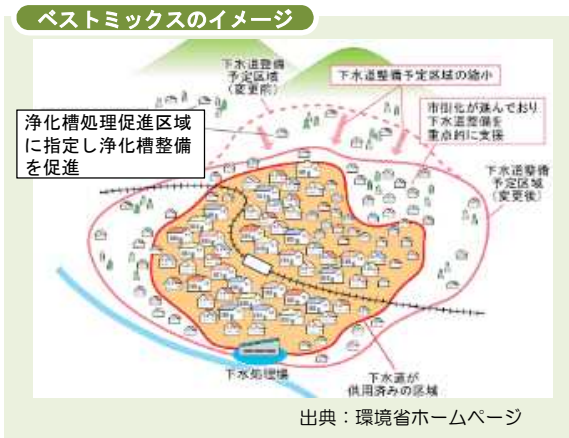 ベストミックスのイメージ
下水道整備
予定区域
(変更前)
下水道整備予定区域の縮小
市街化が進んでおり
下水道整備を
重点的に支援
浄化槽処理促進区域
に指定し浄化槽整備
を促進
下水道整備
予定区域
(変更後)
下水処理場
下水道が
供用済みの区域
出典：環境省ホームページ